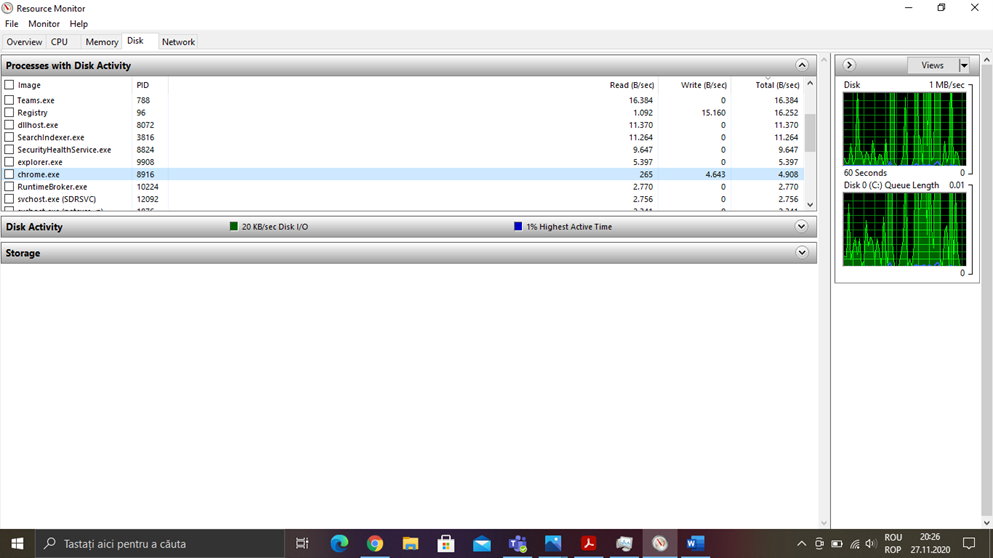 Resource Monitor
File Monitor Help
Overview CPU Memory Disk Network
Processes with Disk Activity
Image PID Read (B/sec) Write (B/sec) Total (B/sec)
Teams.exe 788 16.384 0 16.384
Registry 96 1.092 15.160 16.252
dllhost.exe 8072 11.370 0 11.370
SearchIndexer.exe 3816 11.264 0 11.264
SecurityHealthService.exe 8824 9.647 0 9.647
explorer.exe 9908 5.397 0 5.397
chrome.exe 8916 265 4.643 4.908
RuntimeBroker.exe 10224 2.770 0 2.770
svchost.exe (SDRSVC) 12092 2.756 0 2.756
Disk Activity 20 KB/sec Disk I/O 1% Highest Active Time
Storage
Views
Disk 1 MB/sec
60 Seconds 0
Disk 0 (C:) Queue Length 0.01
0
Tastați aici pentru a căuta
ROU 20:26
ROP 27.11.2020